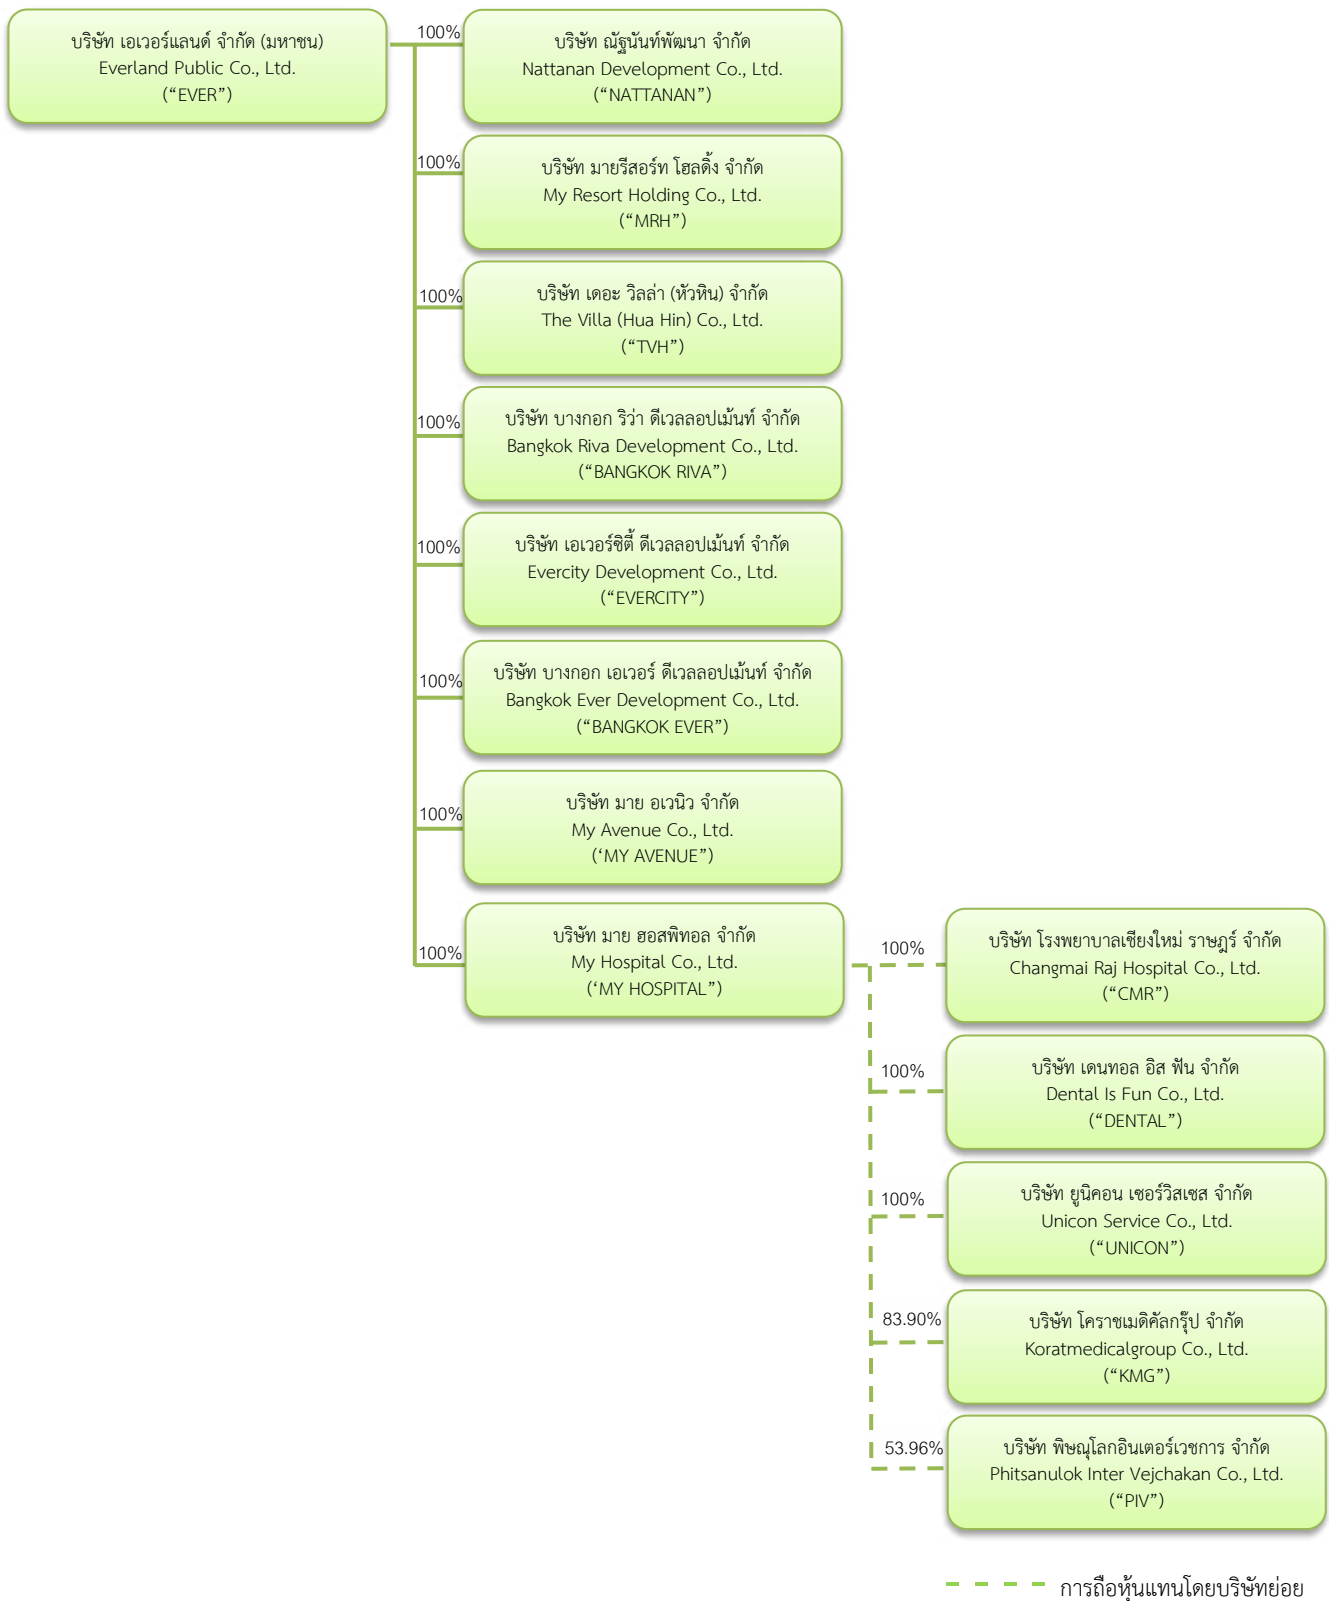 บริษัท เอเวอร์แลนด์ จำกัด (มหาชน)
Everland Public Co., Ltd.
(“EVER”)
100%
บริษัท ณัฐนันท์พัฒนา จำกัด
Nattanan Development Co., Ltd.
(“NATTANAN”)
100%
บริษัท มายรีสอร์ท โฮลดิ้ง จำกัด
My Resort Holding Co., Ltd.
(“MRH”)
100%
บริษัท เดอะ วิลล่า (หัวหิน) จำกัด
The Villa (Hua Hin) Co., Ltd.
(“TVH”)
100%
บริษัท บางกอก ริว่า ดีเวลลอปเม้นท์ จำกัด
Bangkok Riva Development Co., Ltd.
(“BANGKOK RIVA”)
100%
บริษัท เอเวอร์ซิตี้ ดีเวลลอปเม้นท์ จำกัด
Evercity Development Co., Ltd.
(“EVERCITY”)
100%
บริษัท บางกอก เอเวอร์ ดีเวลลอปเม้นท์ จำกัด
Bangkok Ever Development Co., Ltd.
(“BANGKOK EVER”)
100%
บริษัท มาย อเวนิว จำกัด
My Avenue Co., Ltd.
(‘MY AVENUE”)
100%
บริษัท มาย ฮอสพิทอล จำกัด
My Hospital Co., Ltd.
(‘MY HOSPITAL”)
100%
บริษัท โรงพยาบาลเชียงใหม่ ราษฎร์ จำกัด
Changmai Raj Hospital Co., Ltd.
(“CMR”)
100%
บริษัท เดนทอล อิส ฟัน จำกัด
Dental Is Fun Co., Ltd.
(“DENTAL”)
100%
บริษัท ยูนิคอน เซอร์วิสเซส จำกัด
Unicon Service Co., Ltd.
(“UNICON”)
83.90%
บริษัท โคราชเมดิคัลกรุ๊ป จำกัด
Koratmedicalgroup Co., Ltd.
(“KMG”)
53.96%
บริษัท พิษณุโลกอินเตอร์เวชการ จำกัด
Phitsanulok Inter Vejchakan Co., Ltd.
(“PIV”)
การถือหุ้นแทนโดยบริษัทย่อย